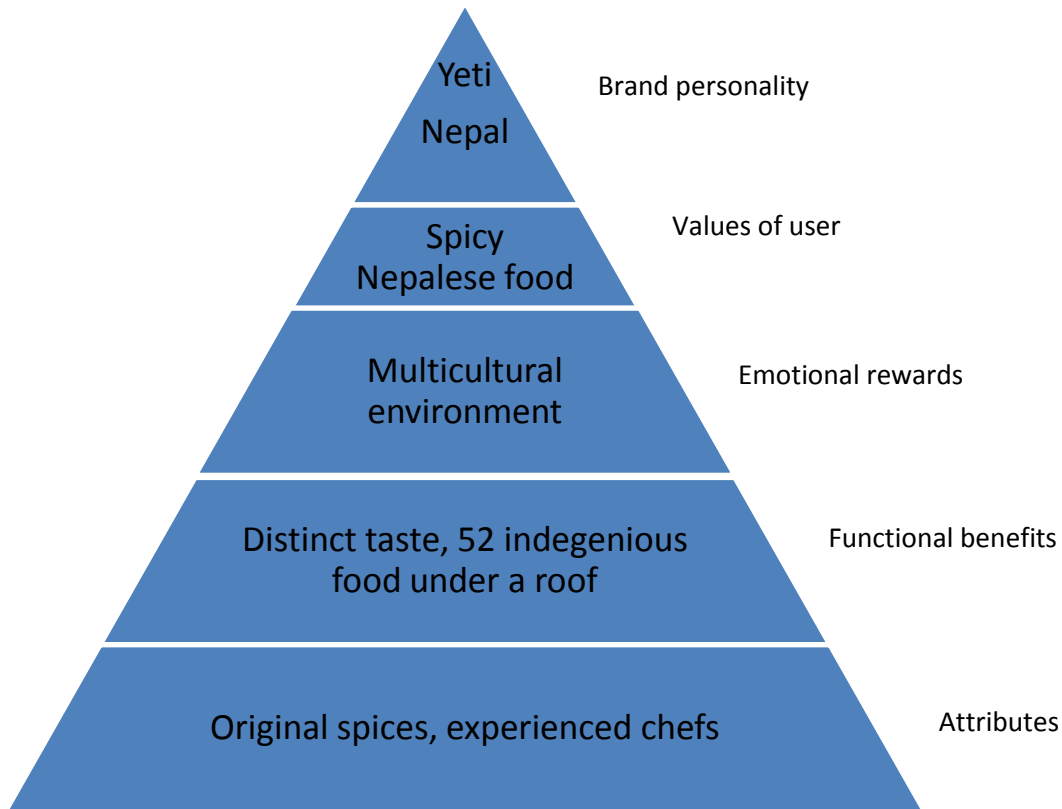 Yeti
Nepal
Brand personality
Spicy
Nepalese food
Values of user
Multicultural
environment
Emotional rewards
Distinct taste, 52 indegenious
food under a roof
Functional benefits
Original spices, experienced chefs
Attributes